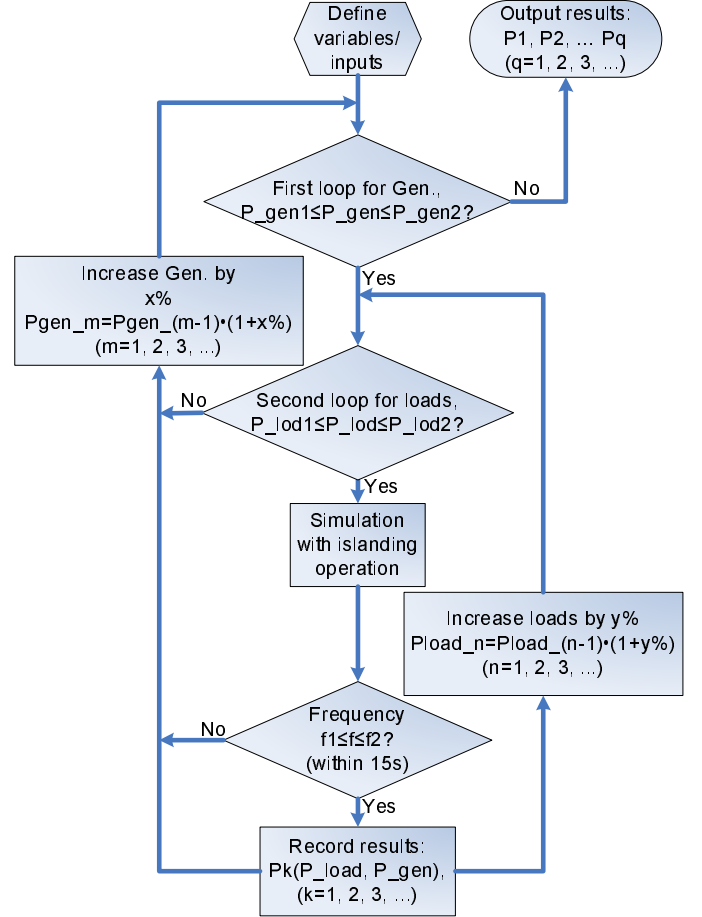 Define
variables/
inputs
Output results:
P1, P2, ... Pq
(q=1, 2, 3, ...)
First loop for Gen.,
P_gen1≤P_gen≤P_gen2?
No
Yes
Increase Gen. by
x%
Pgen_m=Pgen_(m-1)•(1+x%)
(m=1, 2, 3, ...)
Second loop for loads,
P_lod1≤P_lod≤P_lod2?
No
Yes
Simulation
with islanding
operation
Increase loads by y%
Pload_n=Pload_(n-1)•(1+y%)
(n=1, 2, 3, ...)
Frequency
f1≤f≤f2?
(within 15s)
No
Yes
Record results:
Pk(P_load, P_gen),
(k=1, 2, 3, ...)